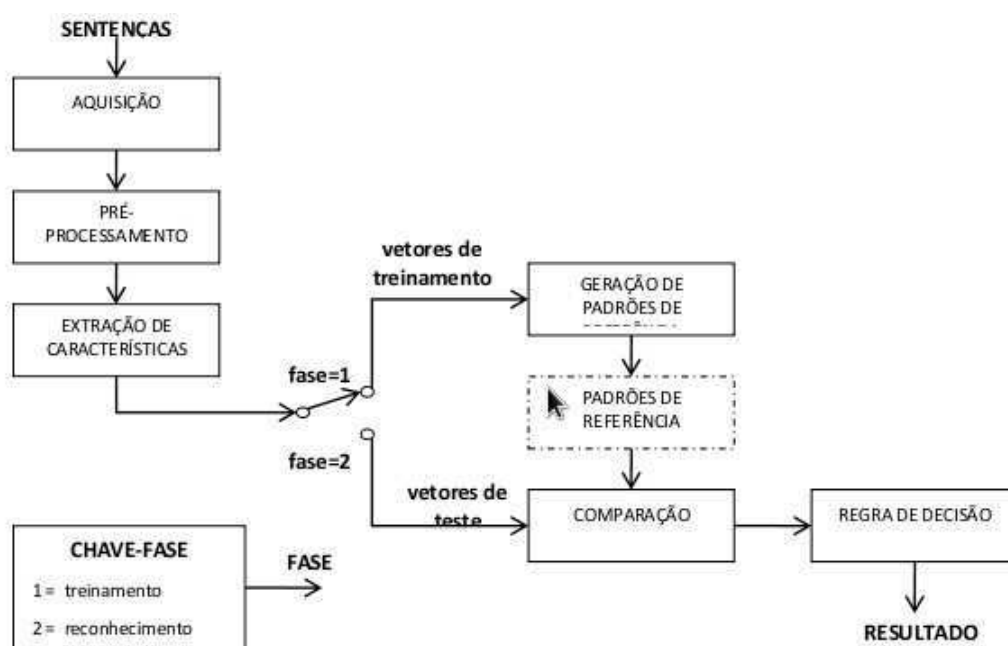 SENTENÇAS
AQUISIÇÃO
PRÉ-
PROCESSAMENTO
EXTRAÇÃO DE
CARACTERÍSTICAS
fase=1
fase=2
vetores de
treinamento
GERAÇÃO DE
PADRÕES DE
PADRÕES DE
REFERÊNCIA
vetores de
teste
COMPARAÇÃO
REGRA DE DECISÃO
RESULTADO
CHAVE-FASE
1= treinamento
2= reconhecimento
FASE